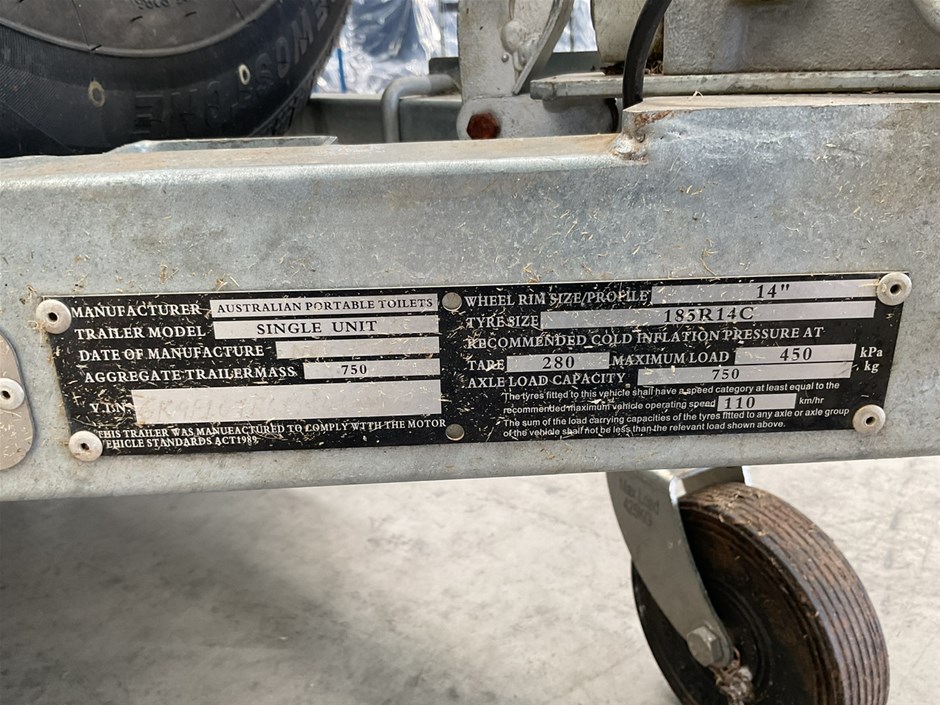 MANUFACTURER AUSTRALIAN PORTABLE TOILETS
TRAILER MODEL SINGLE UNIT
DATE OF MANUFACTURE
AGGREGATE TRAILERMASS 750
V.I.N
THIS TRAILER WAS MANUFACTURED TO COMPLY WITH THE MOTOR
VEHICLE STANDARDS ACT1989.
WHEEL RIM SIZE/PROFILE 14"
TYRE SIZE 185R14C
RECOMMENDED COLD INFLATION PRESSURE AT
TARE 280 MAXIMUM LOAD 450 kPa
AXLE LOAD CAPACITY 750 kg
The tyres fitted to this vehicle shall have a speed category at least equal to the
recommended maximum vehicle operating speed 110 km/hr
The sum of the load carrying capacities of the tyres fitted to any axle or axle group
of the vehicle shall not be less than the relevant load shown above.
Max Load